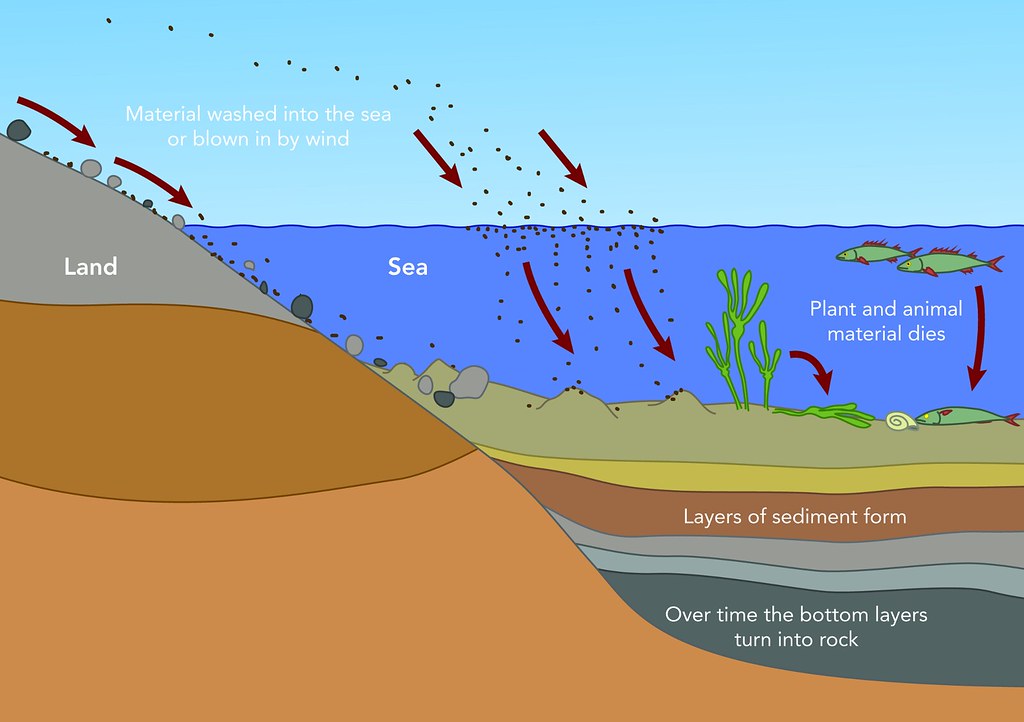 Material washed into the sea
or blown in by wind
Land
Sea
Plant and animal
material dies
Layers of sediment form
Over time the bottom layers
turn into rock